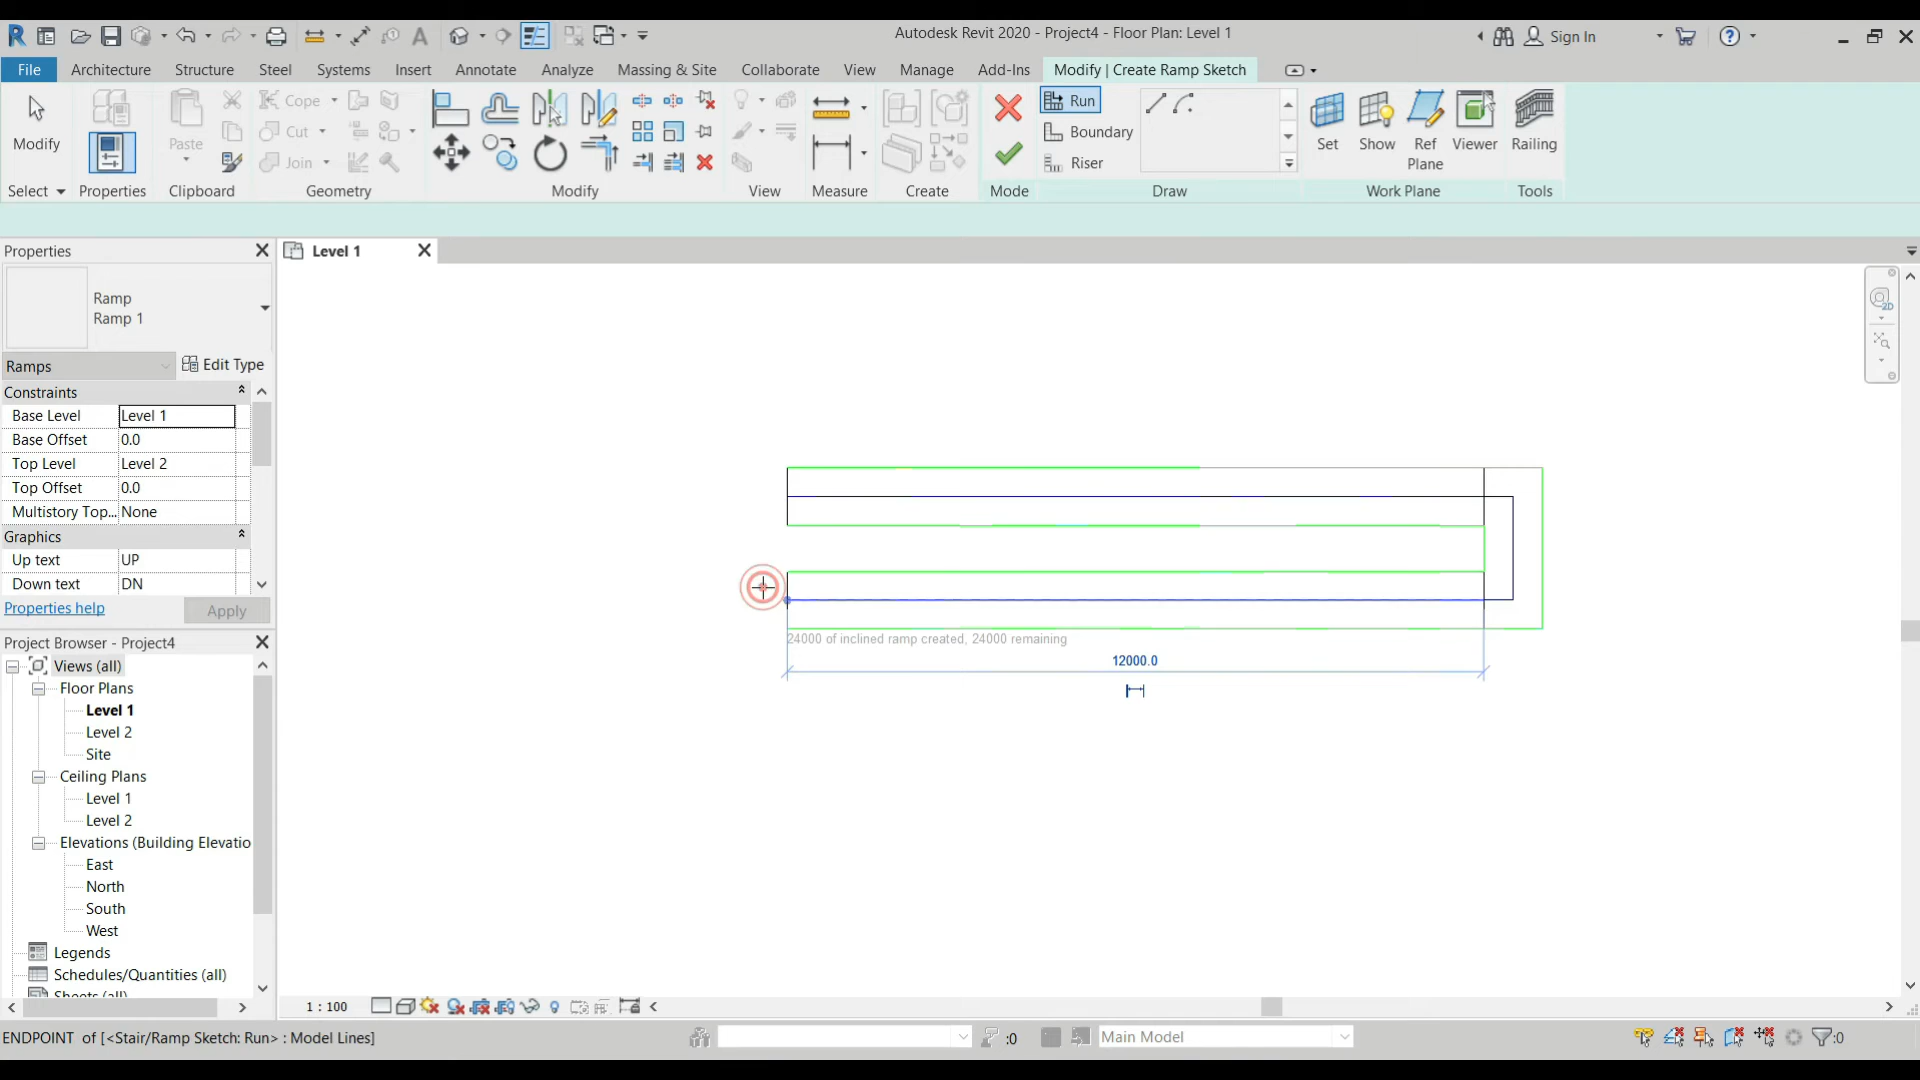 Autodesk Revit 2020 - Project4 - Floor Plan: Level 1
Sign In
File
Architecture
Structure
Steel
Systems
Insert
Annotate
Analyze
Massing & Site
Collaborate
View
Manage
Add-Ins
Modify | Create Ramp Sketch
Modify
Paste
Cope
Cut
Join
Run
Boundary
Riser
Set
Show
Ref
Plane
Viewer
Railing
Select
Properties
Clipboard
Geometry
Modify
View
Measure
Create
Mode
Draw
Work Plane
Tools
Properties
Level 1
Ramp
Ramp 1
Ramps
Edit Type
Constraints
Base Level Level 1
Base Offset 0.0
Top Level Level 2
Top Offset 0.0
Multistory Top... None
Graphics
Up text UP
Down text DN
Properties help
Apply
Project Browser - Project4
Views (all)
Floor Plans
Level 1
Level 2
Site
Ceiling Plans
Level 1
Level 2
Elevations (Building Elevatio
East
North
South
West
Legends
Schedules/Quantities (all)
Sheets (all)
24000 of inclined ramp created, 24000 remaining
12000.0
2D
1 : 100
ENDPOINT of [<Stair/Ramp Sketch: Run> : Model Lines]
:0
Main Model
:0